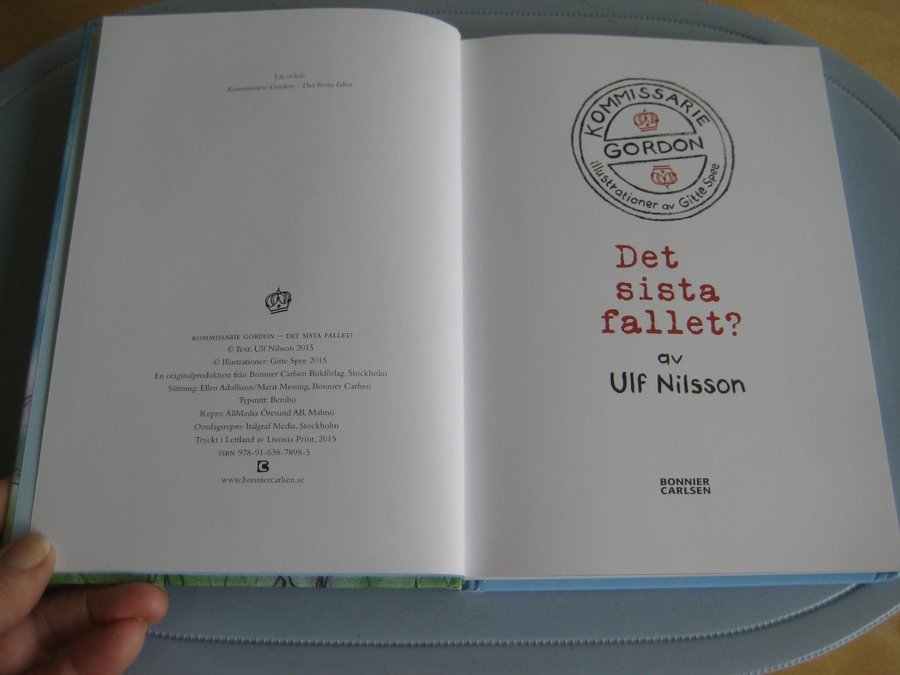 Läs också:
Kommissarie Gordon – Det första fallet
KOMMISSARIE GORDON – DET SISTA FALLET?
© Text: Ulf Nilsson 2015
© Illustrationer: Gitte Spee 2015
En originalproduktion från Bonnier Carlsen Bokförlag, Stockholm
Sättning: Ellen Adolfsson/Marit Messing, Bonnier Carlsen
Typsnitt: Bembo
Repro: AllMedia Öresund AB, Malmö
Omslagsrepro: Italgraf Media, Stockholm
Tryckt i Lettland av Livonia Print, 2015
ISBN 978-91-638-7898-5
www.bonniercarlsen.se
KOMMISSARIE
GORDON
illustrationer av Gitte Spee
Det
sista
fallet?
av
Ulf Nilsson
BONNIER
CARLSEN